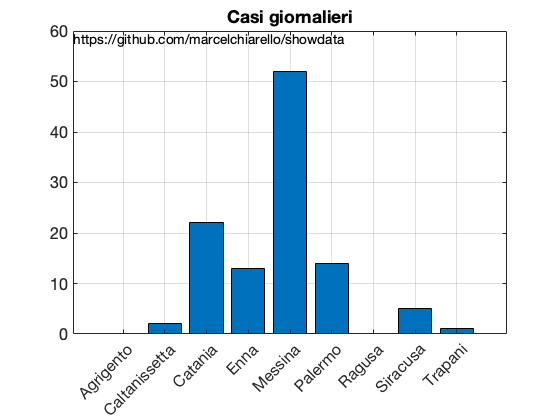 Casi giornalieri
https://github.com/marcelchiarello/showdata
60
50
40
30
20
10
0
Agrigento
Caltanissetta
Catania
Enna
Messina
Palermo
Ragusa
Siracusa
Trapani